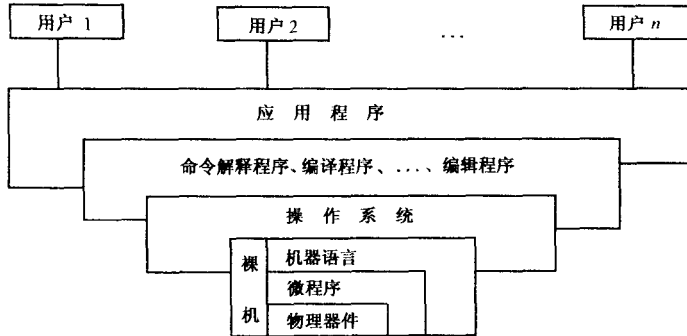 用户 1
用户 2
...
用户 n
应 用 程 序
命令解释程序、编译程序、....、编辑程序
操 作 系 统
裸 机
机器语言
微程序
物理器件